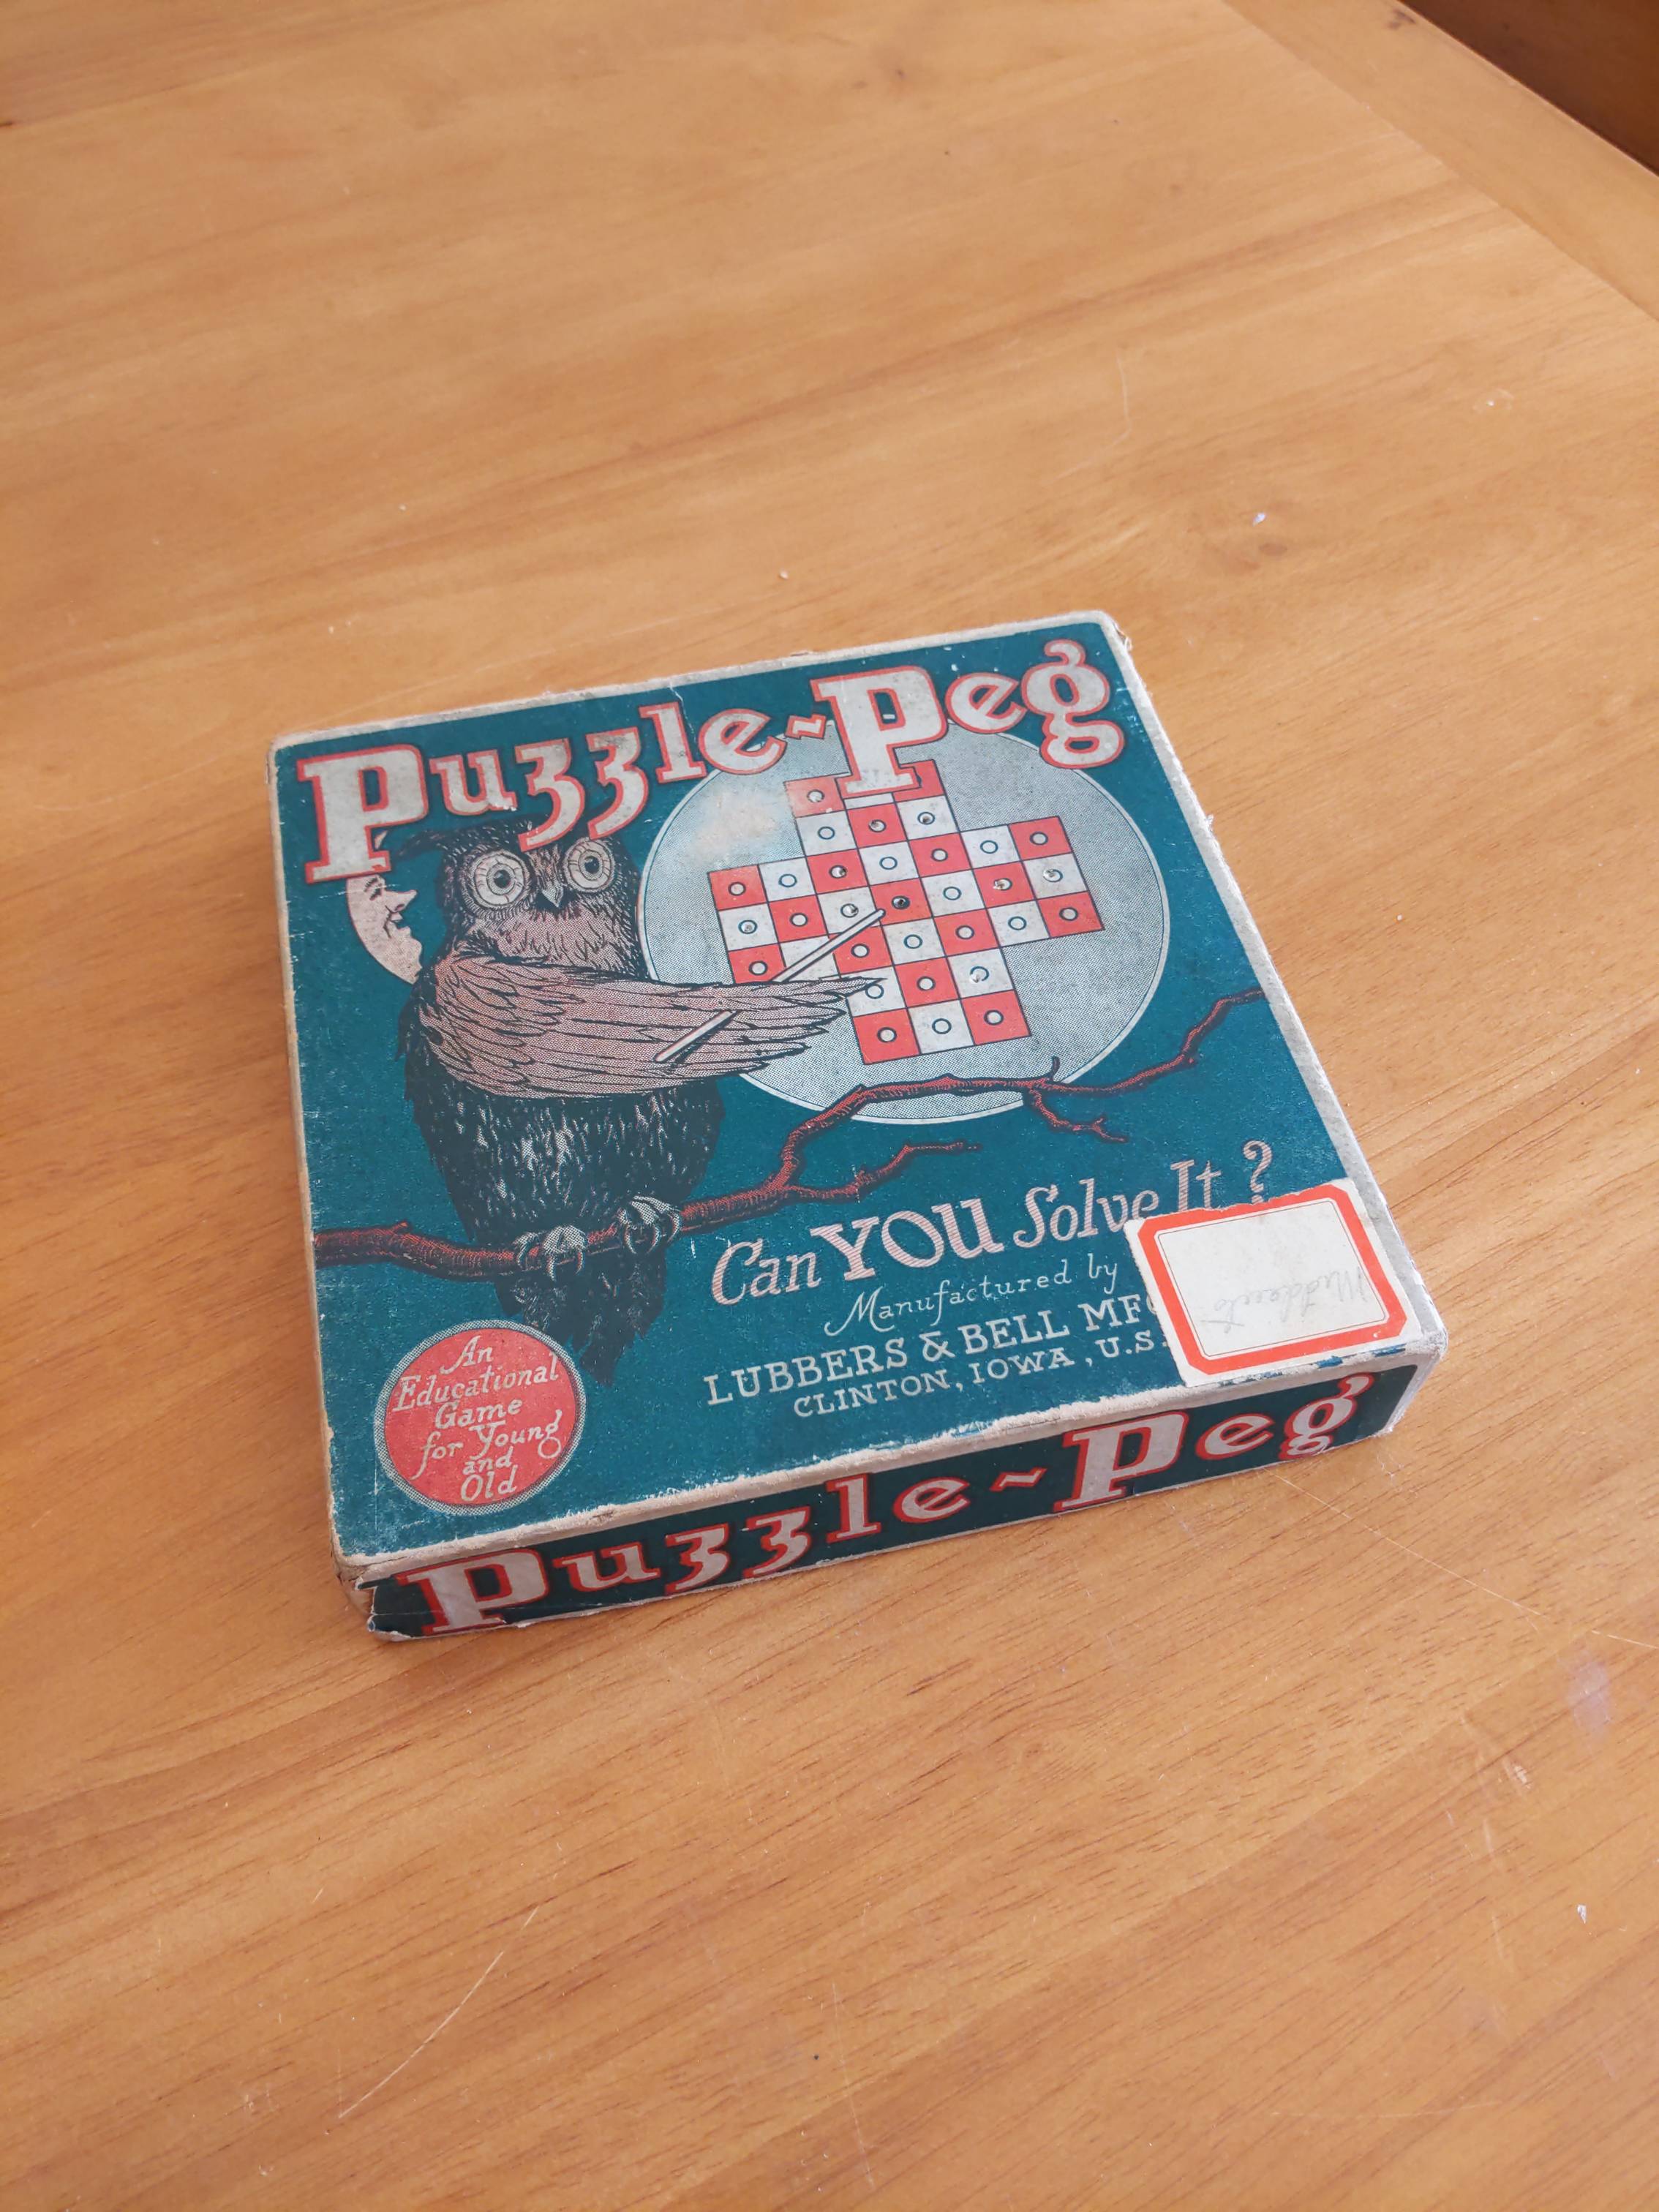 Puzzle-Peg
Can YOU Solve It?
Manufactured by
LUBBERS & BELL MFG
CLINTON, IOWA, U.S.
An
Educational
Game
for Young
and
Old
Puzzle-Peg